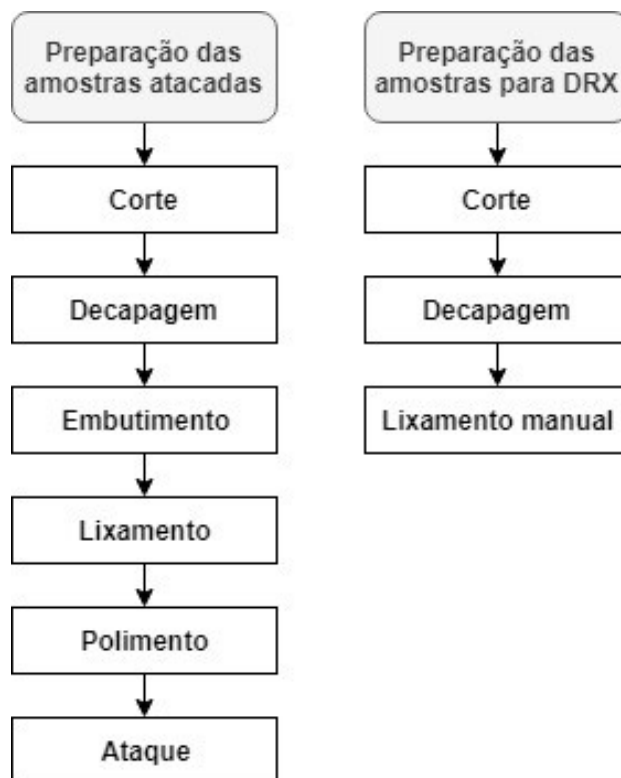 Preparação das
amostras atacadas
Corte
Decapagem
Embutimento
Lixamento
Polimento
Ataque
Preparação das
amostras para DRX
Corte
Decapagem
Lixamento manual